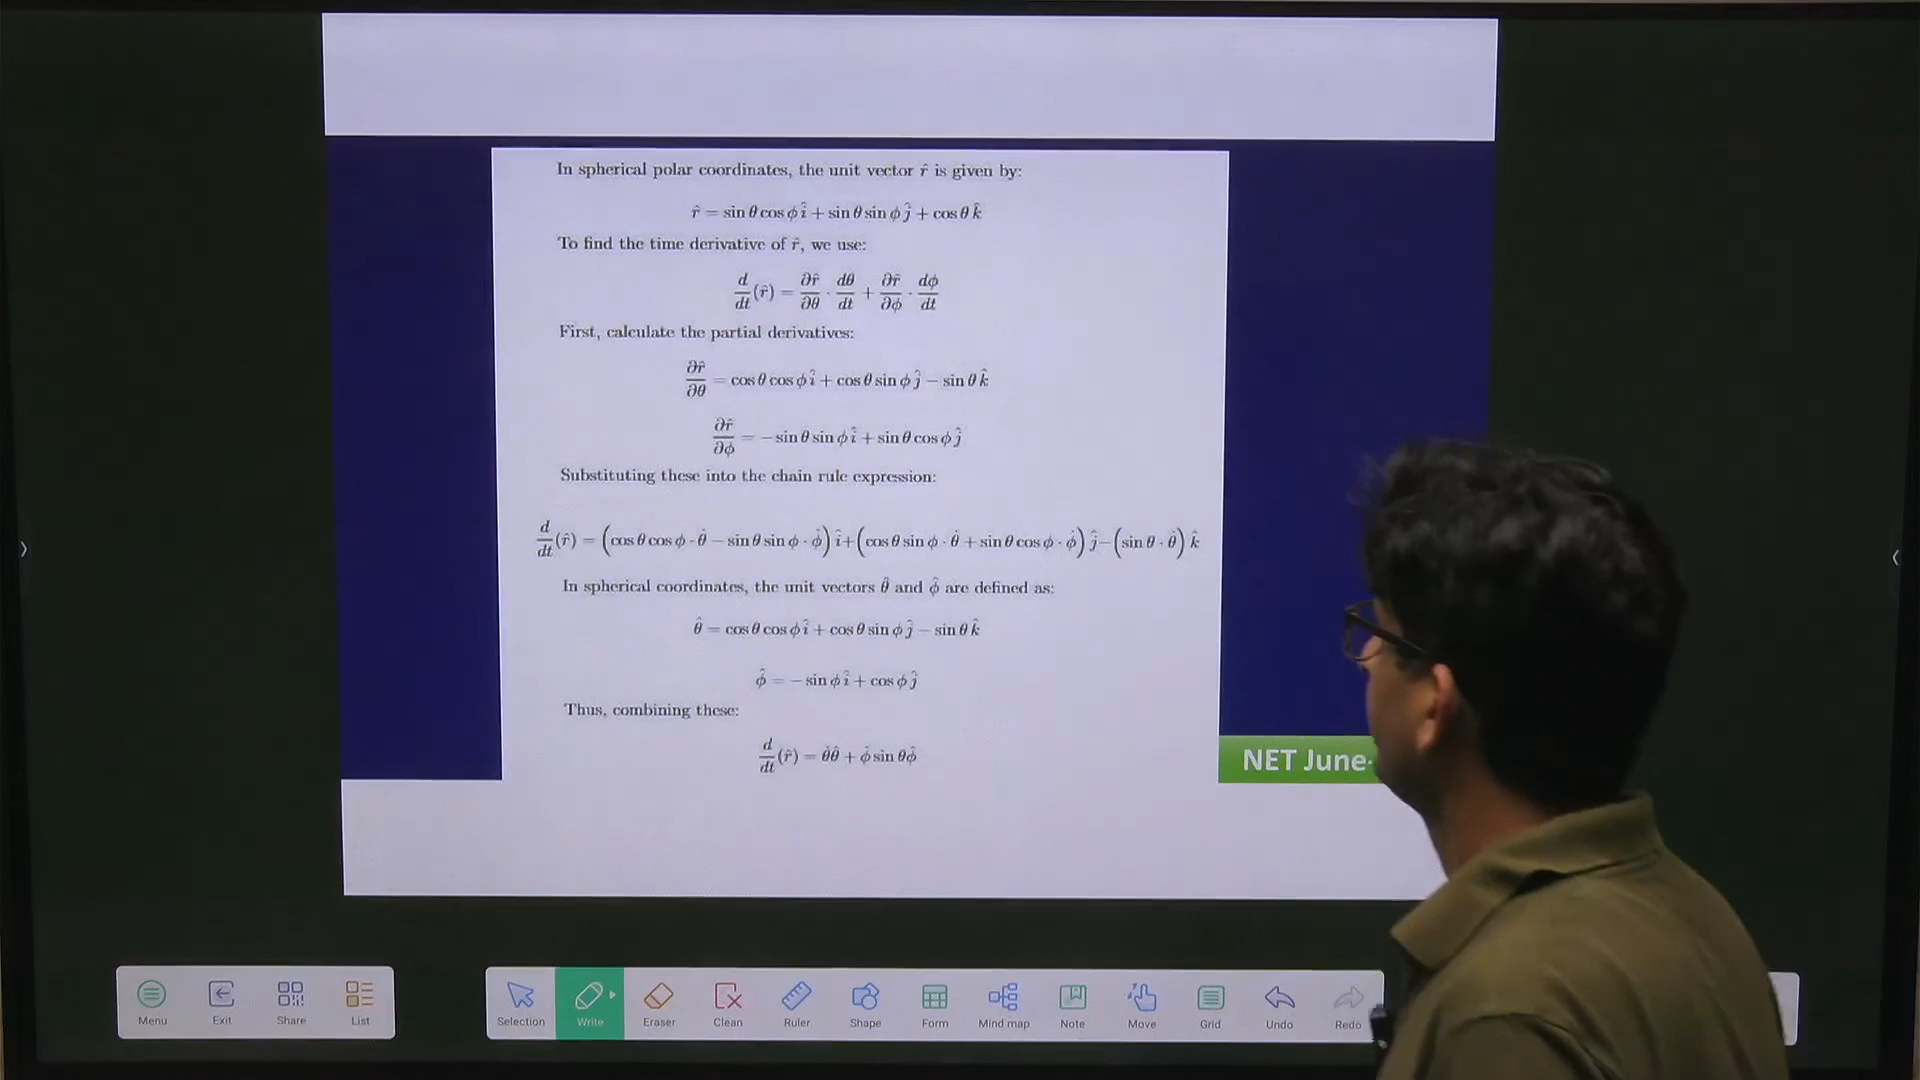 In spherical polar coordinates, the unit vector r̂ is given by:
r̂ = sin θ cos ϕ î + sin θ sin ϕ ĵ + cos θ k̂
To find the time derivative of r̂, we use:
d/dt (r̂) = ∂r̂/∂θ · dθ/dt + ∂r̂/∂ϕ · dϕ/dt
First, calculate the partial derivatives:
∂r̂/∂θ = cos θ cos ϕ î + cos θ sin ϕ ĵ − sin θ k̂
∂r̂/∂ϕ = − sin θ sin ϕ î + sin θ cos ϕ ĵ
Substituting these into the chain rule expression:
d/dt (r̂) = (cos θ cos ϕ · θ̇ − sin θ sin ϕ · ϕ̇) î + (cos θ sin ϕ · θ̇ + sin θ cos ϕ · ϕ̇) ĵ − (sin θ · θ̇) k̂
In spherical coordinates, the unit vectors θ̂ and ϕ̂ are defined as:
θ̂ = cos θ cos ϕ î + cos θ sin ϕ ĵ − sin θ k̂
ϕ̂ = − sin ϕ î + cos ϕ ĵ
Thus, combining these:
d/dt (r̂) = θ̇θ̂ + ϕ̇ sin θϕ̂
NET June-
Menu Exit Share List Selection Write Eraser Clean Ruler Shape Form Mind map Note Move Grid Undo Redo